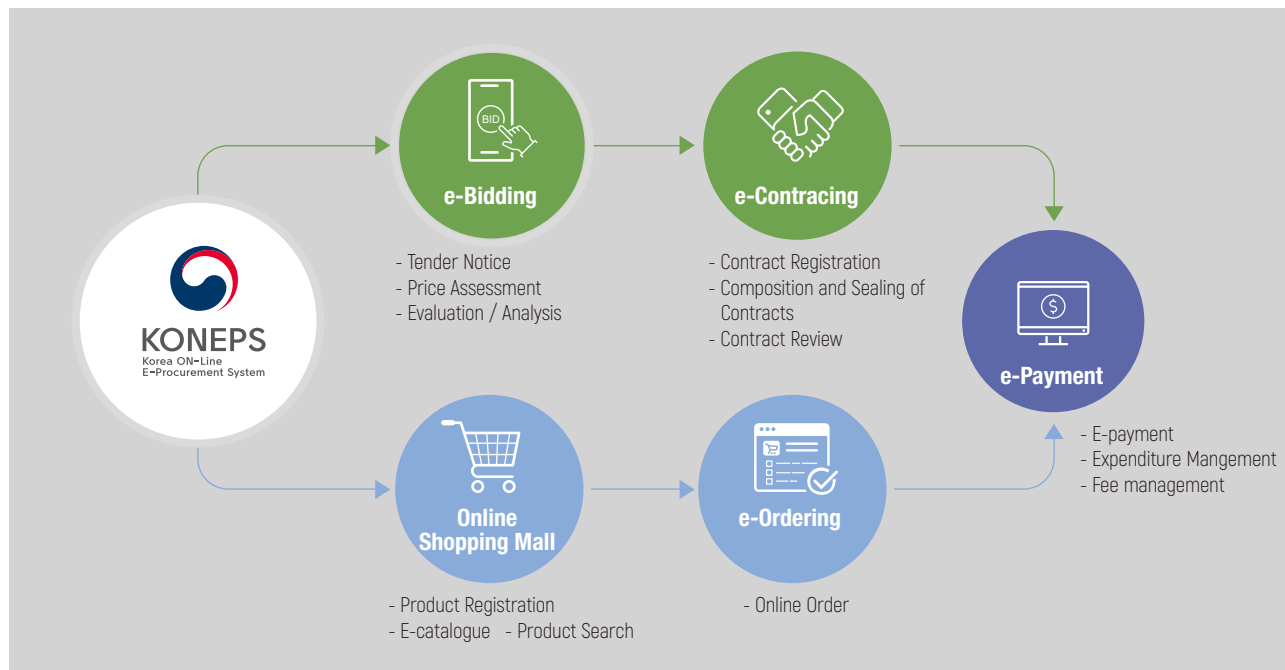 KONEPS
Korea ON-Line
E-Procurement System
BID
e-Bidding
- Tender Notice
- Price Assessment
- Evaluation / Analysis
e-Contracing
- Contract Registration
- Composition and Sealing of
Contracts
- Contract Review
Online
Shopping Mall
- Product Registration
- E-catalogue - Product Search
e-Ordering
- Online Order
$
e-Payment
- E-payment
- Expenditure Mangement
- Fee management